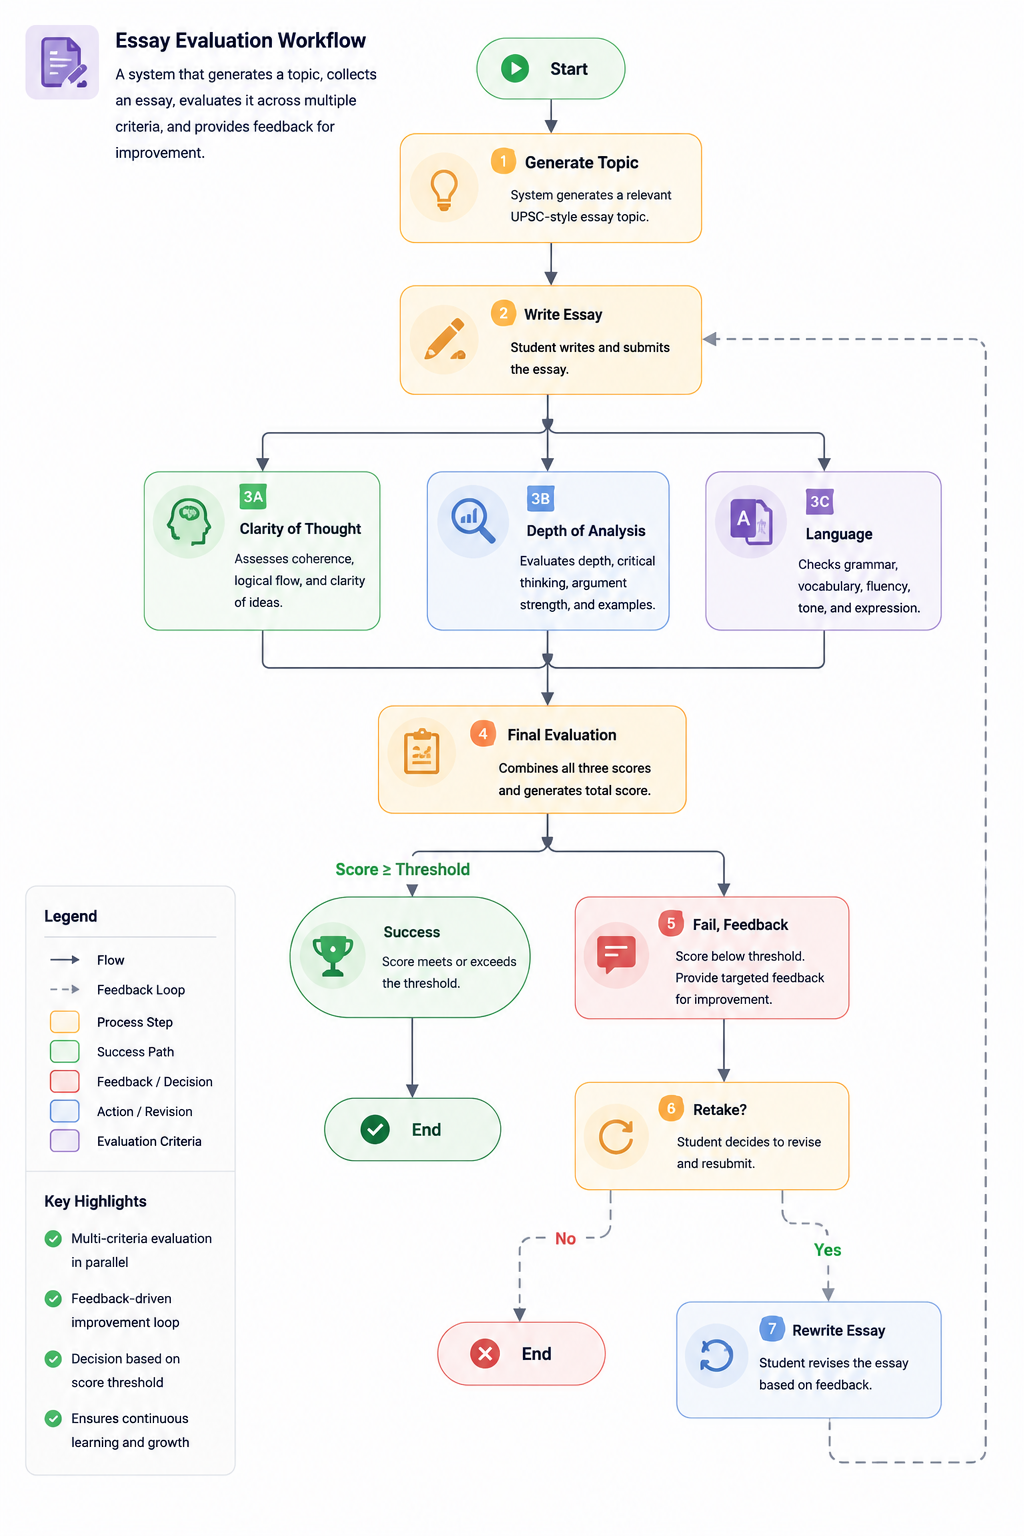 Essay Evaluation Workflow
A system that generates a topic, collects
an essay, evaluates it across multiple
criteria, and provides feedback for
improvement.
Start
1 Generate Topic
System generates a relevant
UPSC-style essay topic.
2 Write Essay
Student writes and submits
the essay.
3A
Clarity of Thought
Assesses coherence,
logical flow, and clarity
of ideas.
3B
Depth of Analysis
Evaluates depth, critical
thinking, argument
strength, and examples.
A
3C
Language
Checks grammar,
vocabulary, fluency,
tone, and expression.
4 Final Evaluation
Combines all three scores
and generates total score.
Score ≥ Threshold
Success
Score meets or exceeds
the threshold.
End
5 Fail, Feedback
Score below threshold.
Provide targeted feedback
for improvement.
6 Retake?
Student decides to revise
and resubmit.
No
Yes
End
7 Rewrite Essay
Student revises the essay
based on feedback.
Legend
Flow
Feedback Loop
Process Step
Success Path
Feedback / Decision
Action / Revision
Evaluation Criteria
Key Highlights
Multi-criteria evaluation
in parallel
Feedback-driven
improvement loop
Decision based on
score threshold
Ensures continuous
learning and growth